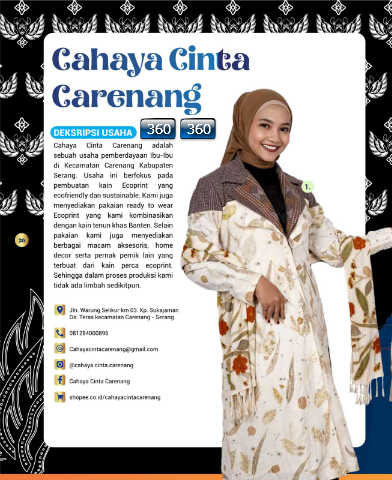 Cahaya Cinta
Carenang
DEKSRIPSI USAHA 360 360
Cahaya Cinta Carenang adalah
sebuah usaha pemberdayaan Ibu-Ibu
di Kecamatan Carenang Kabupaten
Serang. Usaha ini berfokus pada
pembuatan kain Ecoprint yang
ecofriendly dan sustainable. Kami juga
menyediakan pakaian ready to wear
Ecoprint yang kami kombinasikan
dengan kain tenun khas Banten. Selain
pakaian kami juga menyediakan
berbagai macam aksesoris, home
decor serta pernak pernik lain yang
terbuat dari kain perca ecoprint.
Sehingga dalam proses produksi kami
tidak ada limbah sedikitpun.
1.
Jln. Warung Selikur km 03. Kp. Sukajaman
Ds. Teras kecamatan Carenang - Serang
081284000895
Cahayacintacarenang@gmail.com
@cahaya.cinta.carenang
Cahaya Cinta Carenang
shopee.co.id/cahayacintacarenang